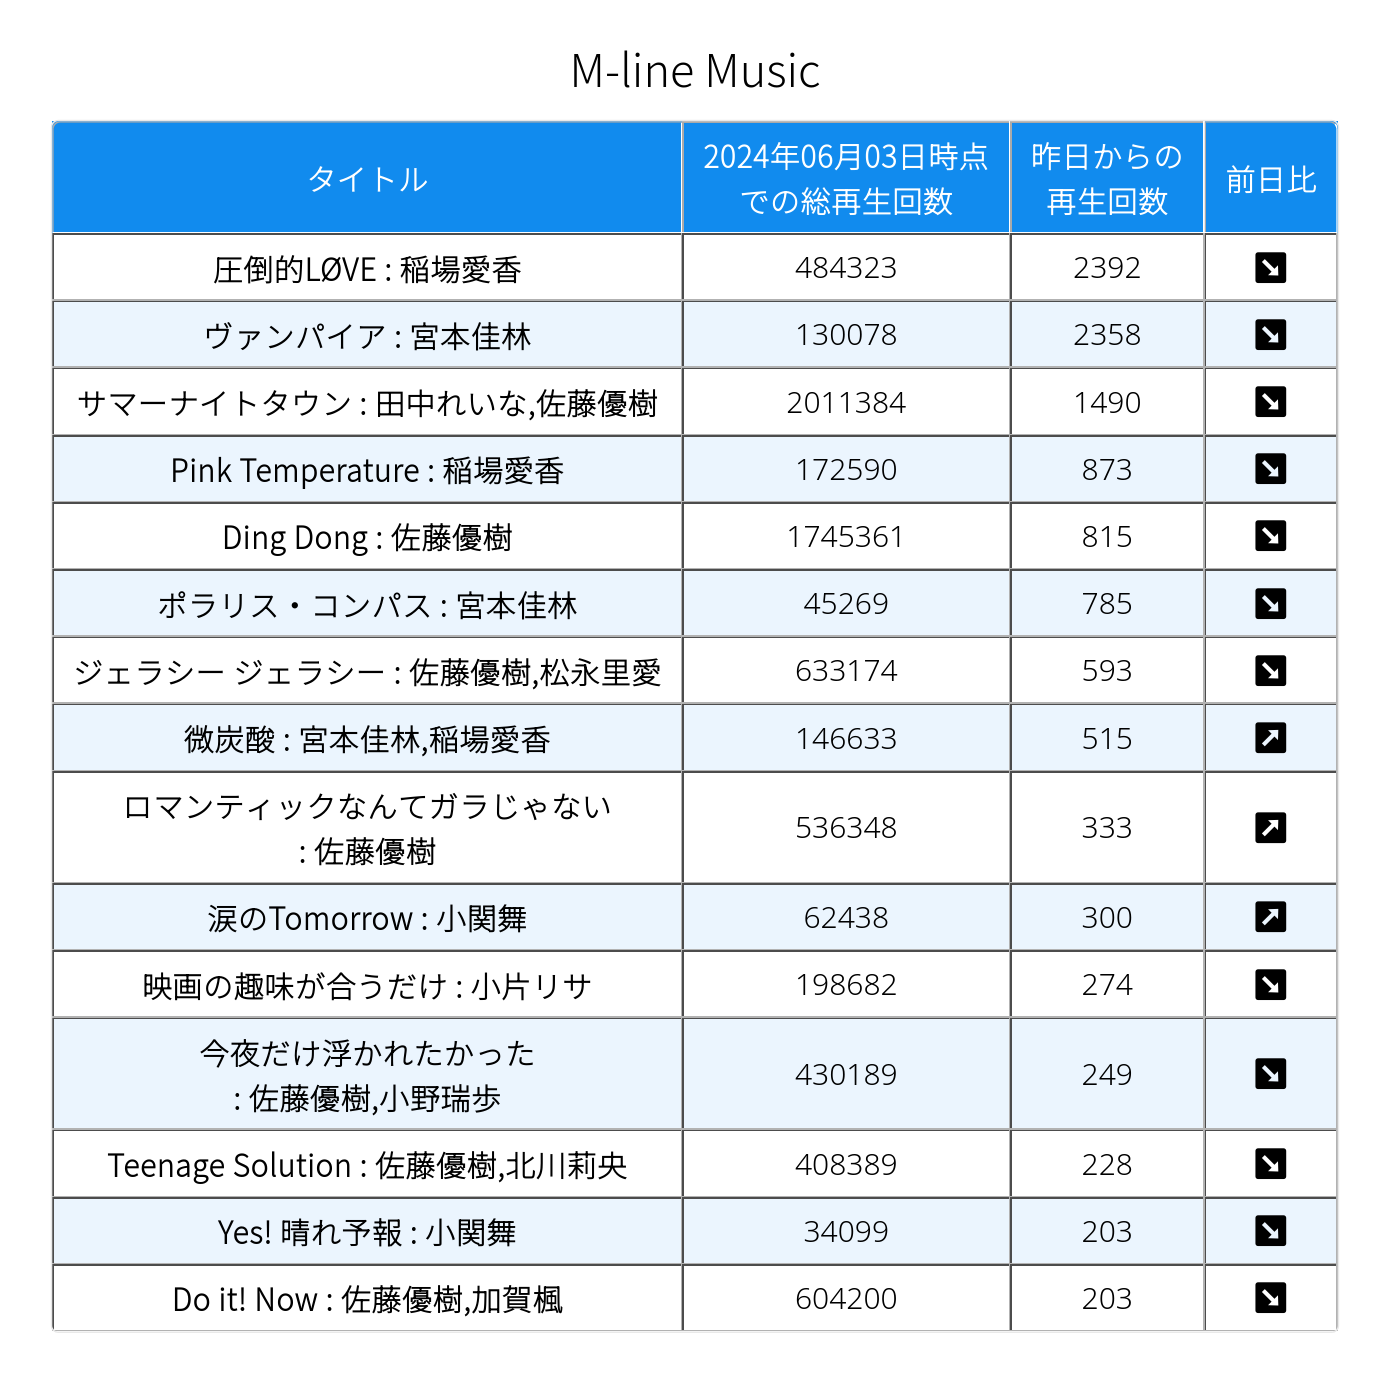 M-line Music
タイトル
2024年06月03日時点
での総再生回数
昨日からの
再生回数
前日比
圧倒的LØVE : 稲場愛香 484323 2392
ヴァンパイア : 宮本佳林 130078 2358
サマーナイトタウン : 田中れいな,佐藤優樹 2011384 1490
Pink Temperature : 稲場愛香 172590 873
Ding Dong : 佐藤優樹 1745361 815
ポラリス・コンパス : 宮本佳林 45269 785
ジェラシー ジェラシー : 佐藤優樹,松永里愛 633174 593
微炭酸 : 宮本佳林,稲場愛香 146633 515
ロマンティックなんてガラじゃない
: 佐藤優樹 536348 333
涙のTomorrow : 小関舞 62438 300
映画の趣味が合うだけ : 小片リサ 198682 274
今夜だけ浮かれたかった
: 佐藤優樹,小野瑞歩 430189 249
Teenage Solution : 佐藤優樹,北川莉央 408389 228
Yes! 晴れ予報 : 小関舞 34099 203
Do it! Now : 佐藤優樹,加賀楓 604200 203